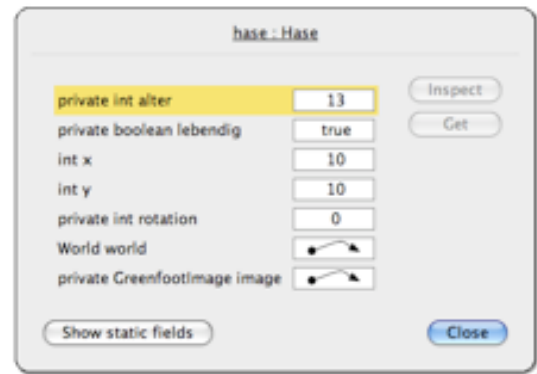 hase : Hase
private int alter 13 Inspect
private boolean lebendig true Get
int x 10
int y 10
private int rotation 0
World world
private GreenfootImage image
Show static fields Close